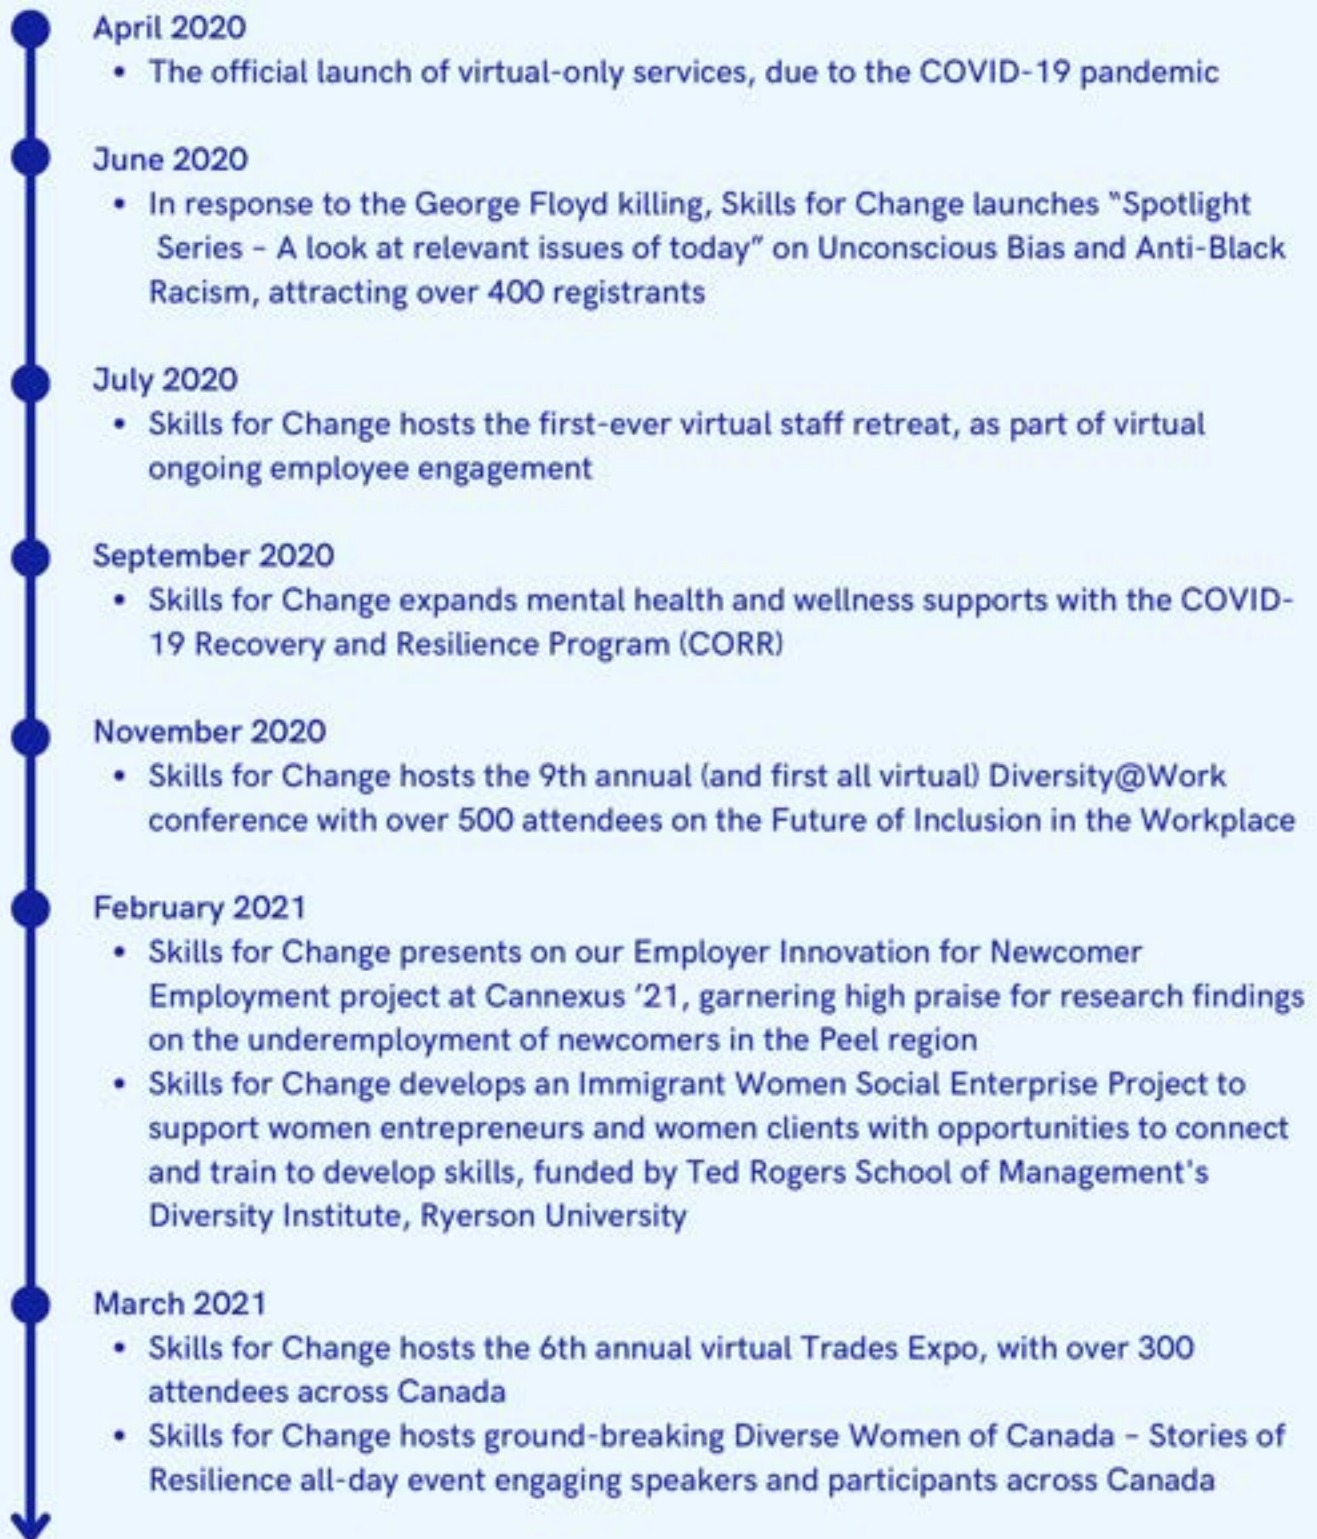 April 2020
• The official launch of virtual-only services, due to the COVID-19 pandemic
June 2020
• In response to the George Floyd killing, Skills for Change launches “Spotlight
Series – A look at relevant issues of today” on Unconscious Bias and Anti-Black
Racism, attracting over 400 registrants
July 2020
• Skills for Change hosts the first-ever virtual staff retreat, as part of virtual
ongoing employee engagement
September 2020
• Skills for Change expands mental health and wellness supports with the COVID-
19 Recovery and Resilience Program (CORR)
November 2020
• Skills for Change hosts the 9th annual (and first all virtual) Diversity@Work
conference with over 500 attendees on the Future of Inclusion in the Workplace
February 2021
• Skills for Change presents on our Employer Innovation for Newcomer
Employment project at Cannexus ’21, garnering high praise for research findings
on the underemployment of newcomers in the Peel region
• Skills for Change develops an Immigrant Women Social Enterprise Project to
support women entrepreneurs and women clients with opportunities to connect
and train to develop skills, funded by Ted Rogers School of Management's
Diversity Institute, Ryerson University
March 2021
• Skills for Change hosts the 6th annual virtual Trades Expo, with over 300
attendees across Canada
• Skills for Change hosts ground-breaking Diverse Women of Canada – Stories of
Resilience all-day event engaging speakers and participants across Canada